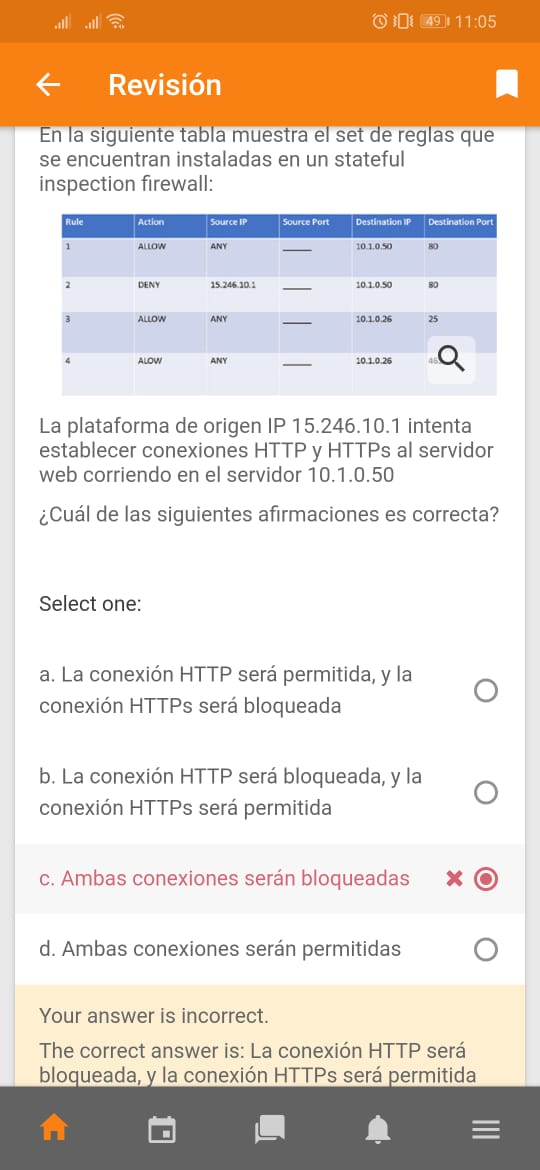 49 11:05
Revisión
En la siguiente tabla muestra el set de reglas que
se encuentran instaladas en un stateful
inspection firewall:
Rule Action Source IP Source Port Destination IP Destination Port
1 ALLOW ANY ______ 10.1.0.50 80
2 DENY 15.246.10.1 ______ 10.1.0.50 80
3 ALLOW ANY ______ 10.1.0.26 25
4 ALOW ANY ______ 10.1.0.26
La plataforma de origen IP 15.246.10.1 intenta
establecer conexiones HTTP y HTTPs al servidor
web corriendo en el servidor 10.1.0.50
¿Cuál de las siguientes afirmaciones es correcta?
Select one:
a. La conexión HTTP será permitida, y la
conexión HTTPs será bloqueada
b. La conexión HTTP será bloqueada, y la
conexión HTTPs será permitida
c. Ambas conexiones serán bloqueadas
d. Ambas conexiones serán permitidas
Your answer is incorrect.
The correct answer is: La conexión HTTP será
bloqueada, y la conexión HTTPs será permitida